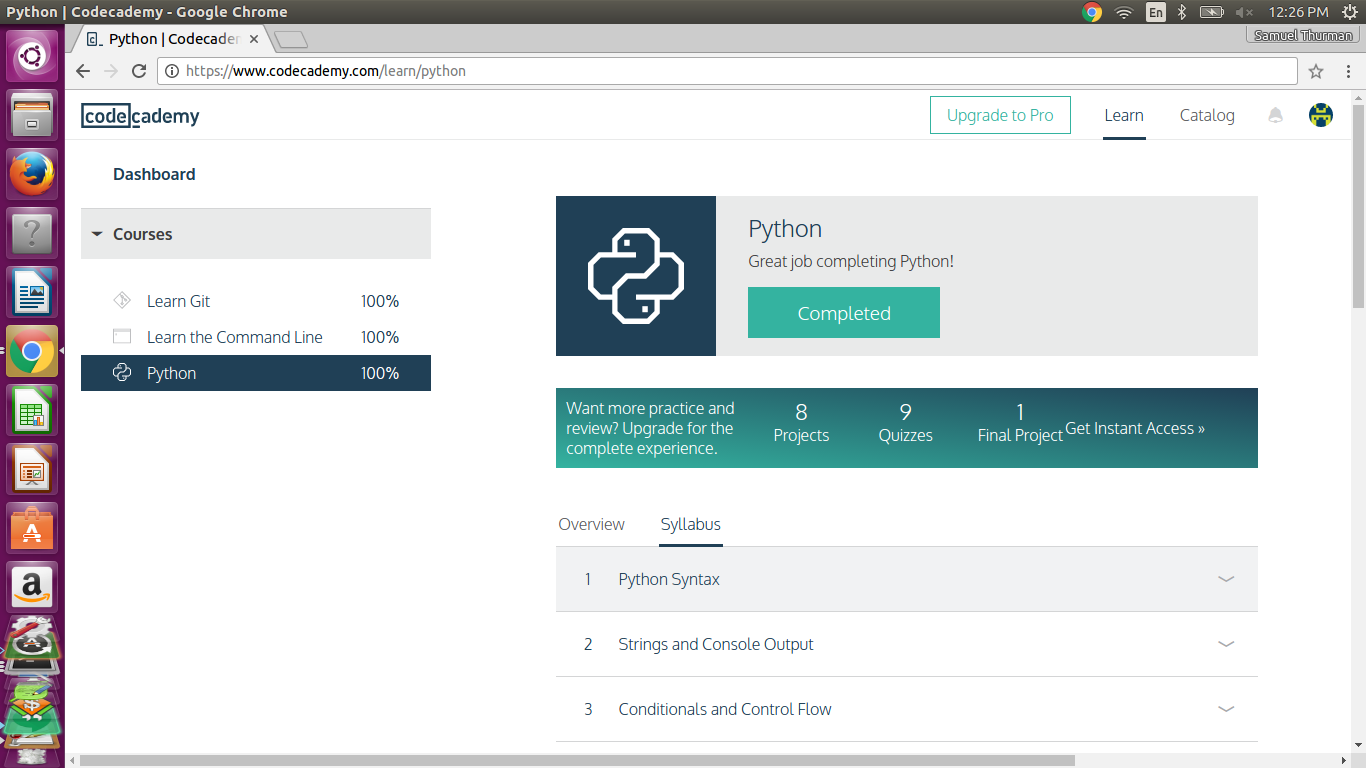 Python | Codecademy - Google Chrome
En
12:26 PM
Python | Codecade
Samuel Thurman
https://www.codecademy.com/learn/python
codecademy
Upgrade to Pro
Learn
Catalog
Dashboard
Courses
Learn Git 100%
Learn the Command Line 100%
Python 100%
Python
Great job completing Python!
Completed
Want more practice and
review? Upgrade for the
complete experience.
8
Projects
9
Quizzes
1
Final Project
Get Instant Access »
Overview
Syllabus
1 Python Syntax
2 Strings and Console Output
3 Conditionals and Control Flow